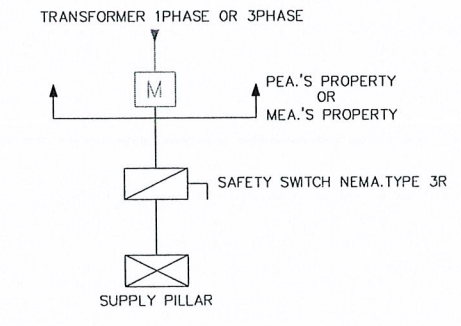 TRANSFORMER 1PHASE OR 3PHASE
M
PEA.'S PROPERTY
OR
MEA.'S PROPERTY
SAFETY SWITCH NEMA.TYPE 3R
SUPPLY PILLAR